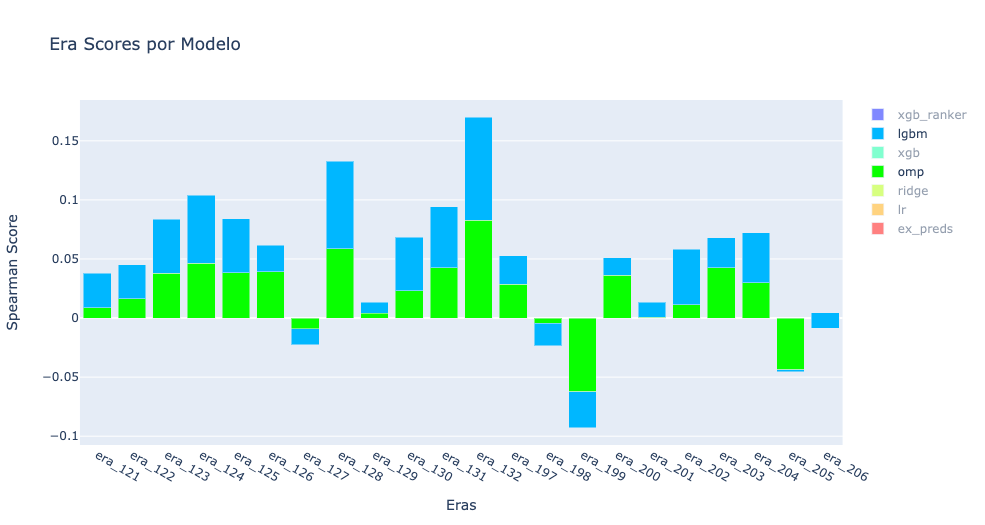 Era Scores por Modelo
xgb_ranker
lgbm
xgb
omp
ridge
lr
ex_preds
Spearman Score
0.15
0.1
0.05
0
−0.05
−0.1
era_121
era_122
era_123
era_124
era_125
era_126
era_127
era_128
era_129
era_130
era_131
era_132
era_197
era_198
era_199
era_200
era_201
era_202
era_203
era_204
era_205
era_206
Eras